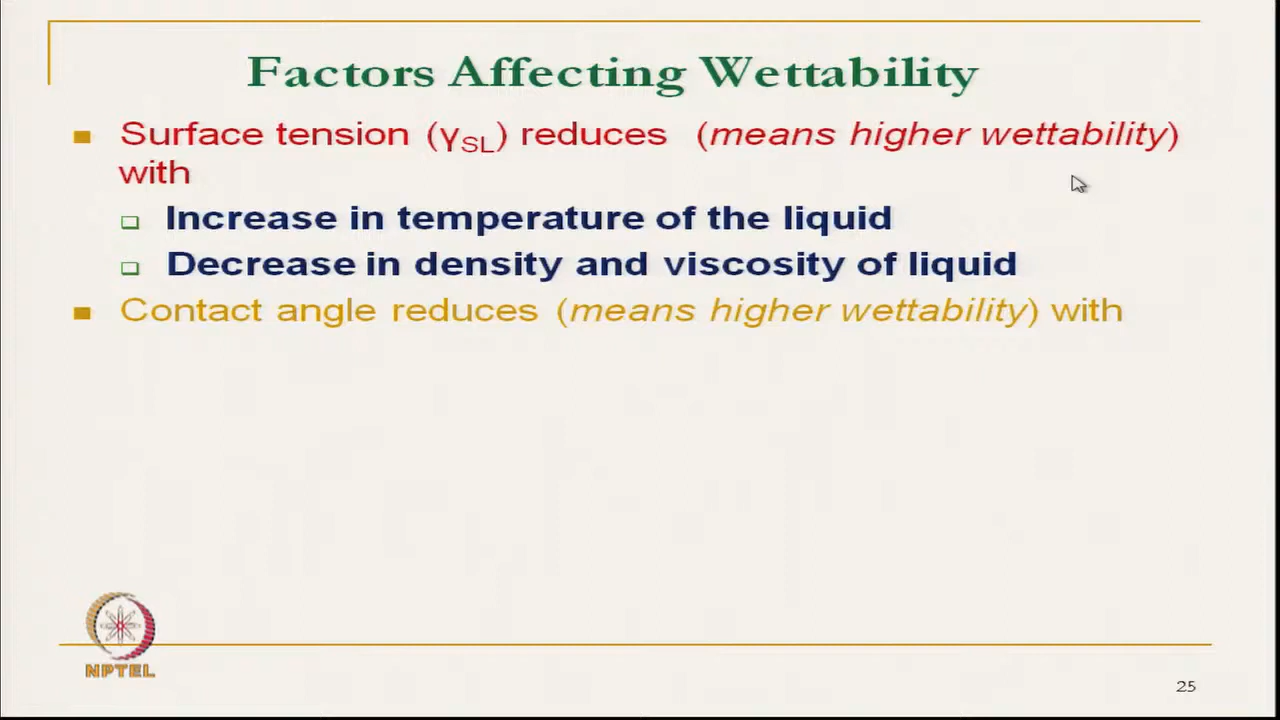 Factors Affecting Wettability
Surface tension (γSL) reduces (means higher wettability)
with
Increase in temperature of the liquid
Decrease in density and viscosity of liquid
Contact angle reduces (means higher wettability) with
NPTEL
25